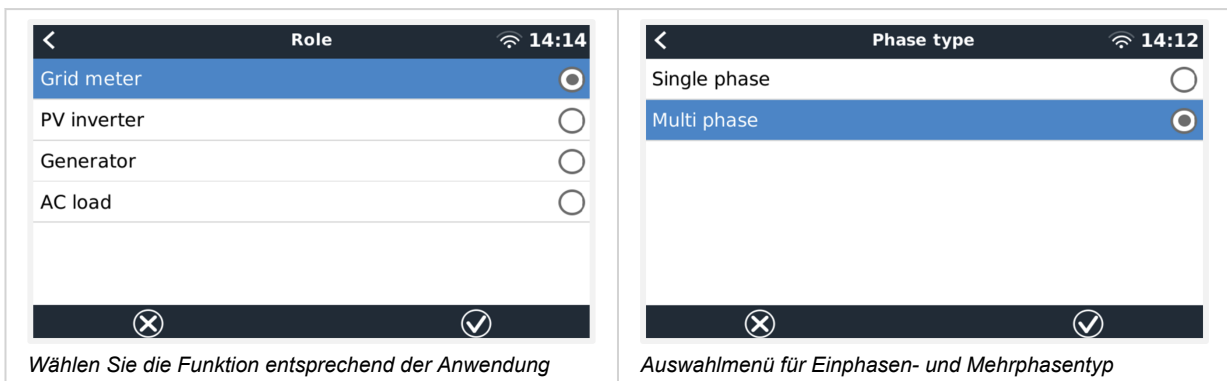 Role 14:14
Grid meter
PV inverter
Generator
AC load
Wählen Sie die Funktion entsprechend der Anwendung
Phase type 14:12
Single phase
Multi phase
Auswahlmenü für Einphasen- und Mehrphasentyp